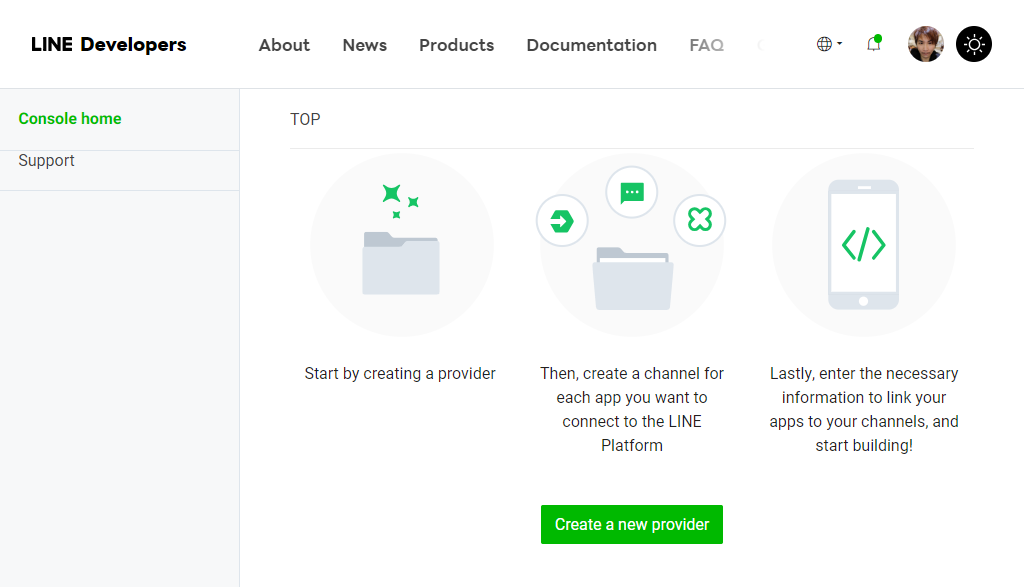 LINE Developers
About
News
Products
Documentation
FAQ
Console home
Support
TOP
Start by creating a provider
Then, create a channel for
each app you want to
connect to the LINE
Platform
Lastly, enter the necessary
information to link your
apps to your channels, and
start building!
Create a new provider